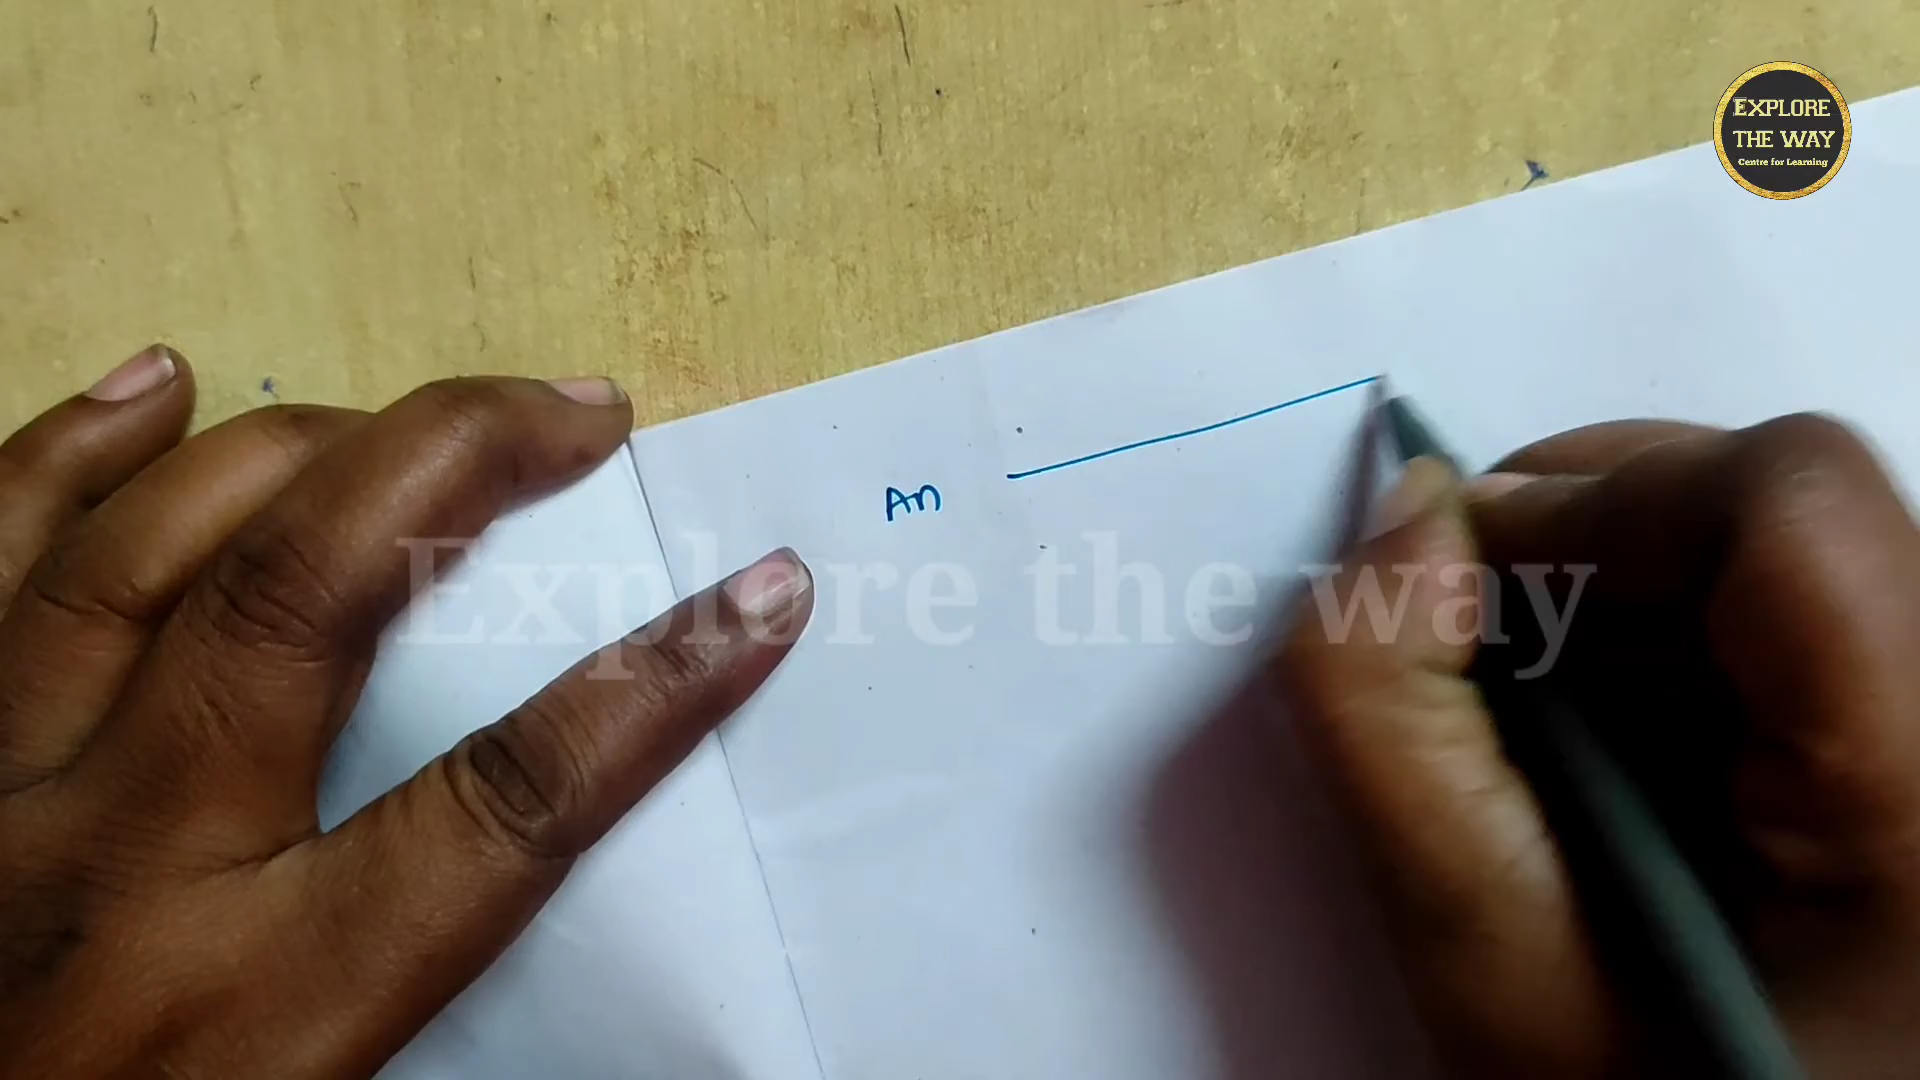 EXPLORE
THE WAY
Centre for Learning
An
Explore the way